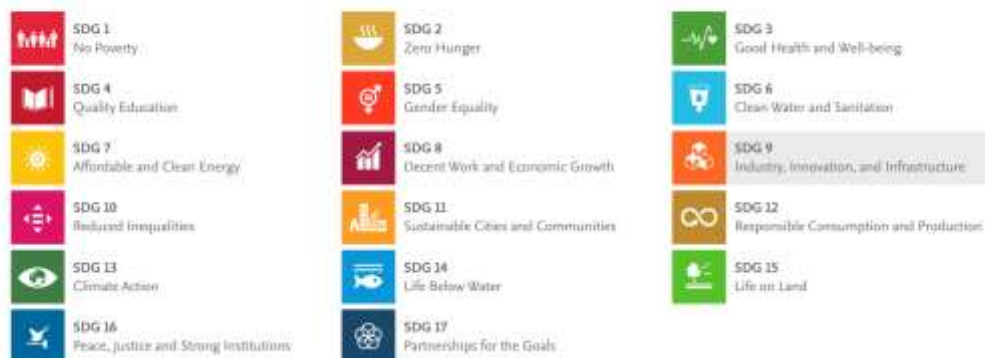 SDG 1
No Poverty
SDG 2
Zero Hunger
SDG 3
Good Health and Well-being
SDG 4
Quality Education
SDG 5
Gender Equality
SDG 6
Clean Water and Sanitation
SDG 7
Affordable and Clean Energy
SDG 8
Decent Work and Economic Growth
SDG 9
Industry, Innovation, and Infrastructure
SDG 10
Reduced Inequalities
SDG 11
Sustainable Cities and Communities
SDG 12
Responsible Consumption and Production
SDG 13
Climate Action
SDG 14
Life Below Water
SDG 15
Life on Land
SDG 16
Peace, Justice and Strong Institutions
SDG 17
Partnerships for the Goals